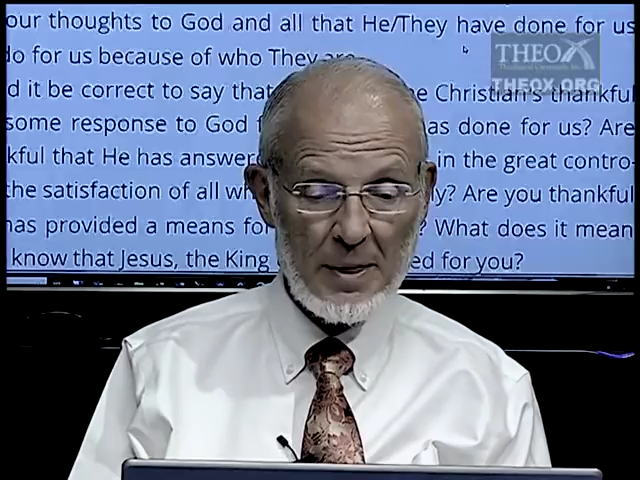 our thoughts to God and all that He/They have done for us
do for us because of who They are
d it be correct to say that e Christian's thankful
some response to God as done for us? Are
kful that He has answer in the great contro-
the satisfaction of all wh ly? Are you thankful
has provided a means for ? What does it mean
know that Jesus, the King ed for you?
THEOX
THEOX.ORG